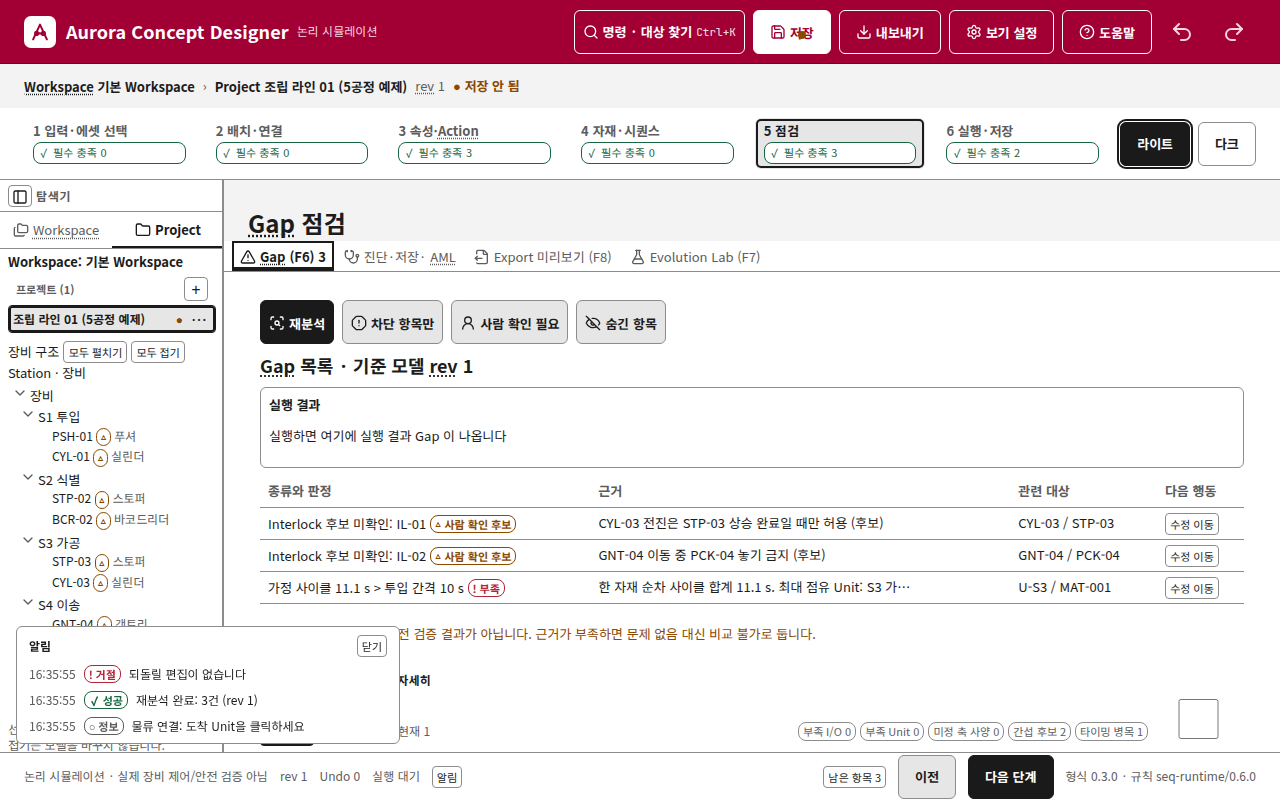 Aurora Concept Designer 논리 시뮬레이션
명령 · 대상 찾기 Ctrl+K
저장
내보내기
보기 설정
도움말
Workspace 기본 Workspace › Project 조립 라인 01 (5공정 예제) rev 1 ● 저장 안 됨
1 입력·에셋 선택
✓ 필수 충족 0
2 배치·연결
✓ 필수 충족 0
3 속성·Action
✓ 필수 충족 3
4 자재·시퀀스
✓ 필수 충족 0
5 점검
✓ 필수 충족 3
6 실행·저장
✓ 필수 충족 2
라이트
다크
탐색기
Workspace
Project
Workspace: 기본 Workspace
프로젝트 (1)
+
조립 라인 01 (5공정 예제) ● ···
장비 구조 모두 펼치기 모두 접기
Station · 장비
장비
S1 투입
PSH-01 푸셔
CYL-01 실린더
S2 식별
STP-02 스토퍼
BCR-02 바코드리더
S3 가공
STP-03 스토퍼
CYL-03 실린더
S4 이송
GNT-04 갠트리
접기는 모델을 바꾸지 않습니다.
Gap 점검
Gap (F6) 3
진단·저장· AML
Export 미리보기 (F8)
Evolution Lab (F7)
재분석
차단 항목만
사람 확인 필요
숨긴 항목
Gap 목록 · 기준 모델 rev 1
실행 결과
실행하면 여기에 실행 결과 Gap 이 나옵니다
종류와 판정 근거 관련 대상 다음 행동
Interlock 후보 미확인: IL-01 사람 확인 후보 CYL-03 전진은 STP-03 상승 완료일 때만 허용 (후보) CYL-03 / STP-03 수정 이동
Interlock 후보 미확인: IL-02 사람 확인 후보 GNT-04 이동 중 PCK-04 놓기 금지 (후보) GNT-04 / PCK-04 수정 이동
가정 사이클 11.1 s > 투입 간격 10 s ! 부족 한 자재 순차 사이클 합계 11.1 s. 최대 점유 Unit: S3 가… U-S3 / MAT-001 수정 이동
전 검증 결과가 아닙니다. 근거가 부족하면 문제 없음 대신 비교 불가로 둡니다.
자세히
현재 1
부족 I/O 0
부족 Unit 0
미정 축 사양 0
간섭 후보 2
타이밍 병목 1
알림
닫기
16:35:55 ! 거절 되돌릴 편집이 없습니다
16:35:55 ✓ 성공 재분석 완료: 3건 (rev 1)
16:35:55 ○ 정보 물류 연결: 도착 Unit을 클릭하세요
논리 시뮬레이션 · 실제 장비 제어/안전 검증 아님 rev 1 Undo 0 실행 대기 알림
남은 항목 3
이전
다음 단계
형식 0.3.0 · 규칙 seq-runtime/0.6.0